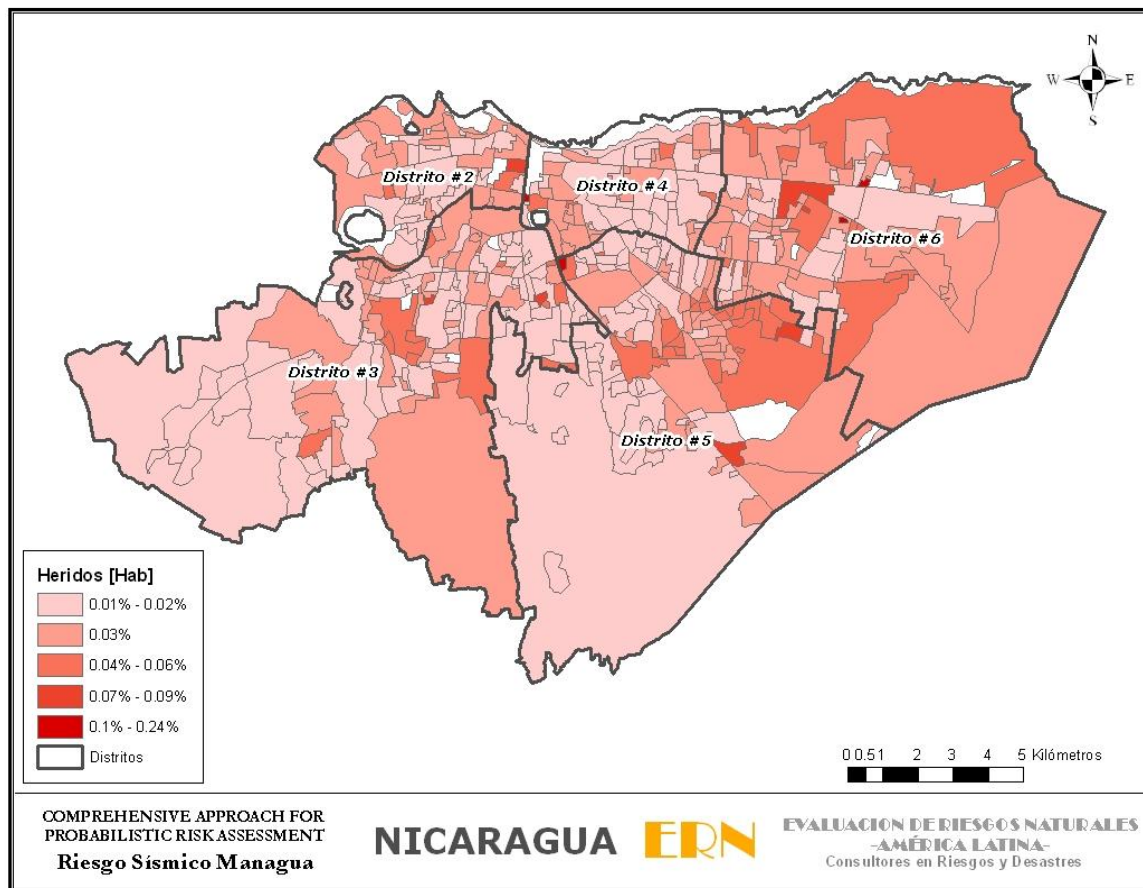 N
W E
S
Distrito #2
Distrito #4
Distrito #6
Distrito #3
Distrito #5
Heridos [Hab]
0.01% - 0.02%
0.03%
0.04% - 0.06%
0.07% - 0.09%
0.1% - 0.24%
Distritos
0 0.5 1 2 3 4 5 Kilómetros
COMPREHENSIVE APPROACH FOR
PROBABILISTIC RISK ASSESSMENT
Riesgo Sísmico Managua
NICARAGUA
ERN
EVALUACION DE RIESGOS NATURALES
-AMÉRICA LATINA-
Consultores en Riesgos y Desastres